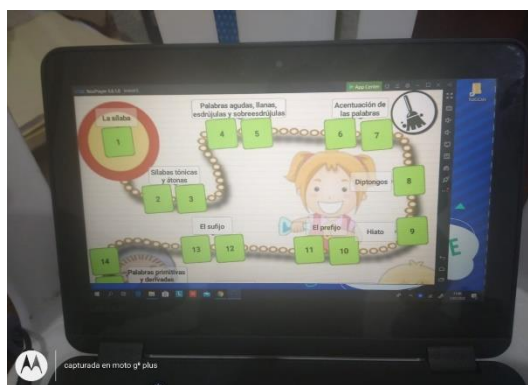 App Center
La sílaba
1
Palabras agudas, llanas,
esdrújulas y sobreesdrújulas
4 5
Acentuación de
las palabras
6 7
Sílabas tónicas
y átonas
2 3
Diptongos
8
El sufijo
13 12
El prefijo
11 10
Hiato
9
14
Palabras primitivas
y derivadas
E
capturada en moto g⁶ plus